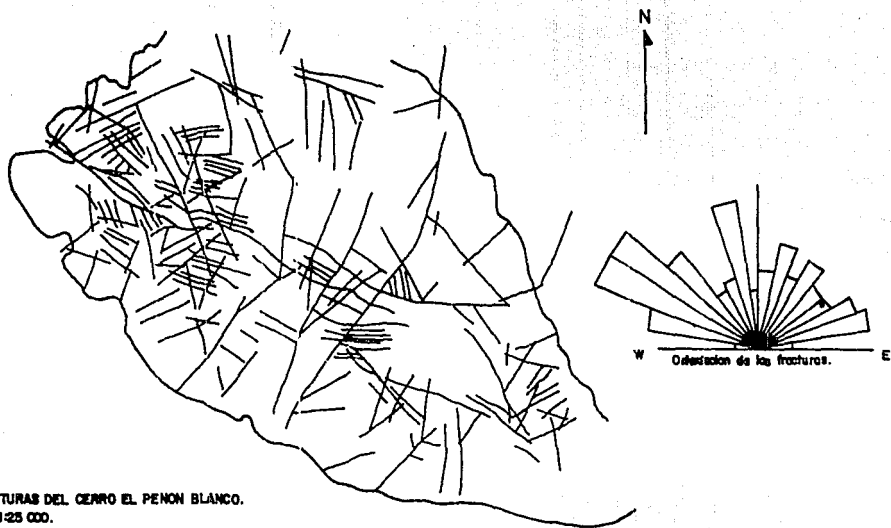 N
W
E
Orientacion de las fracturas.
TURAS DEL CERRO EL PENON BLANCO.
1:25 000.